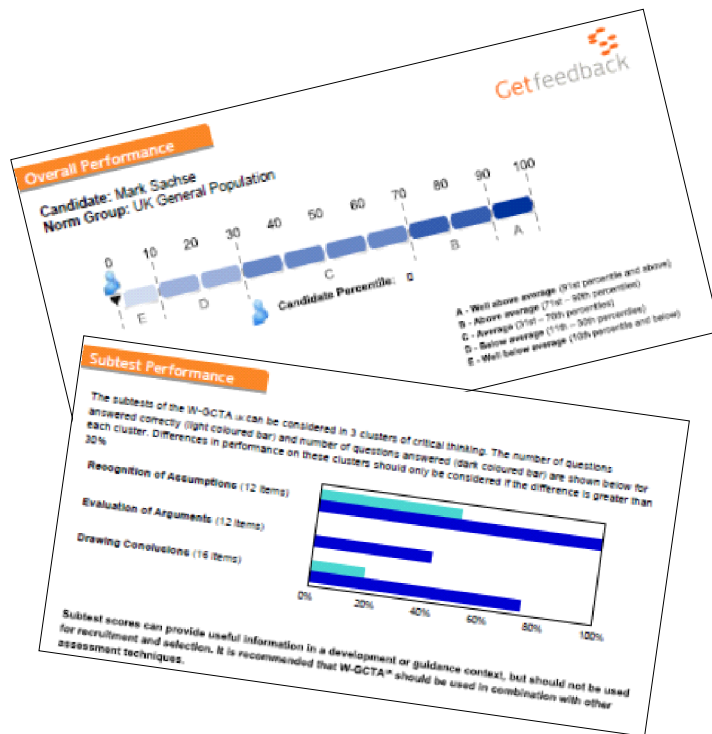 Getfeedback
Overall Performance
Candidate: Mark Sachse
Norm Group: UK General Population
0 10 20 30 40 50 60 70 80 90 100
E D C B A
Candidate Percentile: 0
A - Well above average (91st percentile and above)
B - Above average (71st - 90th percentiles)
C - Average (31st - 70th percentiles)
D - Below average (11th - 30th percentiles)
E - Well below average (10th percentile and below)
Subtest Performance
The subtests of the W-GCTA UK can be considered in 3 clusters of critical thinking. The number of questions
answered correctly (light coloured bar) and number of questions answered (dark coloured bar) are shown below for
each cluster. Differences in performance on these clusters should only be considered if the difference is greater than
30%
Recognition of Assumptions (12 items)
Evaluation of Arguments (12 items)
Drawing Conclusions (16 items)
0% 20% 40% 60% 80% 100%
Subtest scores can provide useful information in a development or guidance context, but should not be used
for recruitment and selection. It is recommended that W-GCTA UK should be used in combination with other
assessment techniques.